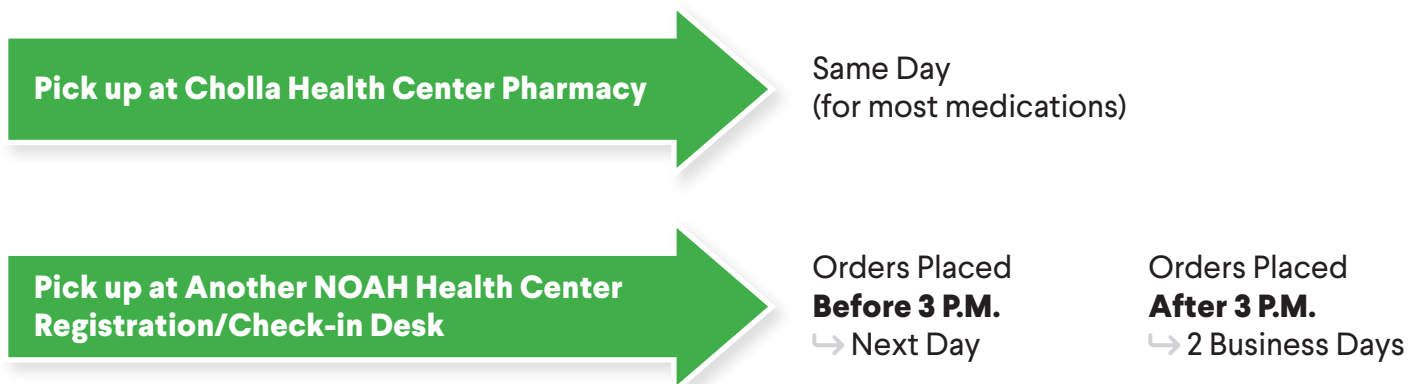 Pick up at Cholla Health Center Pharmacy
Same Day
(for most medications)
Pick up at Another NOAH Health Center
Registration/Check-in Desk
Orders Placed
Before 3 P.M.
Next Day
Orders Placed
After 3 P.M.
2 Business Days